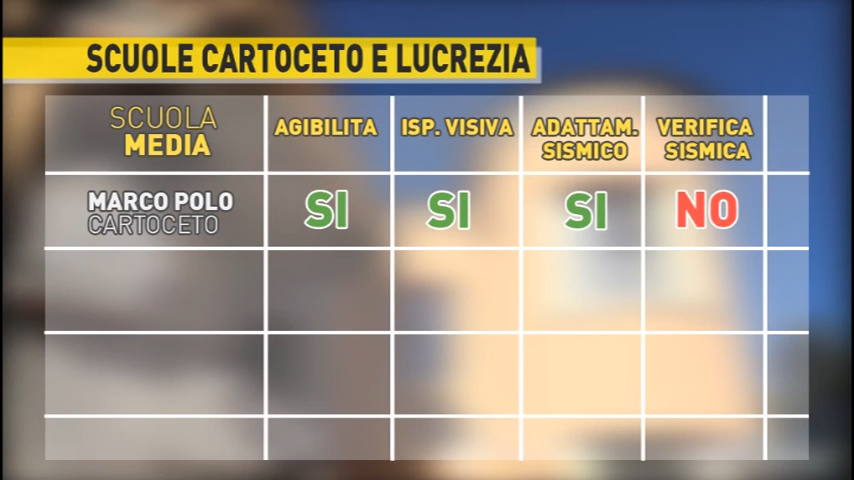 SCUOLE CARTOCETO E LUCREZIA
SCUOLA
MEDIA
AGIBILITA
ISP. VISIVA
ADATTAM.
SISMICO
VERIFICA
SISMICA
MARCO POLO
CARTOCETO
SI
SI
SI
NO